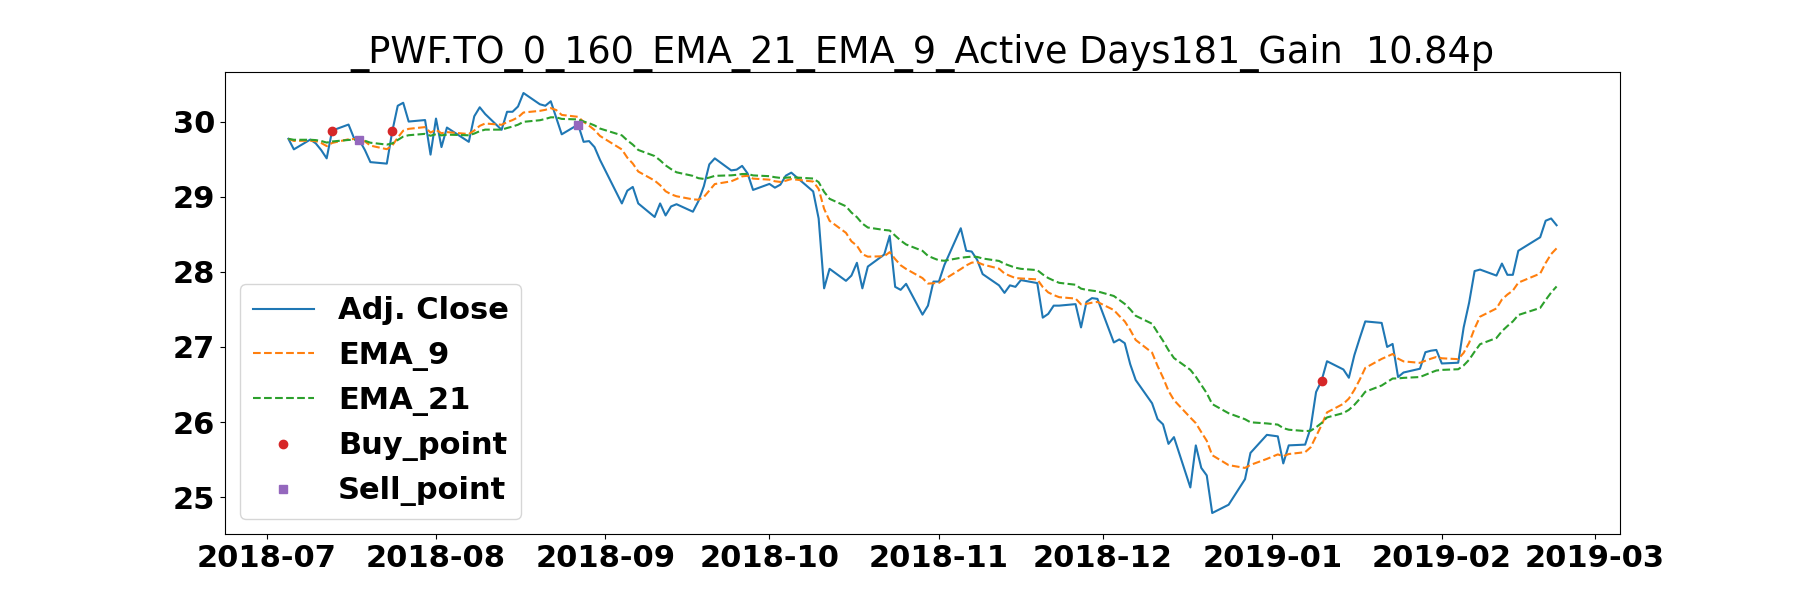 _PWF.TO_0_160_EMA_21_EMA_9_Active Days181_Gain  10.84p
30
29
28
27
26
25
Adj. Close
EMA_9
EMA_21
Buy_point
Sell_point
2018-07 2018-08 2018-09 2018-10 2018-11 2018-12 2019-01 2019-02 2019-03